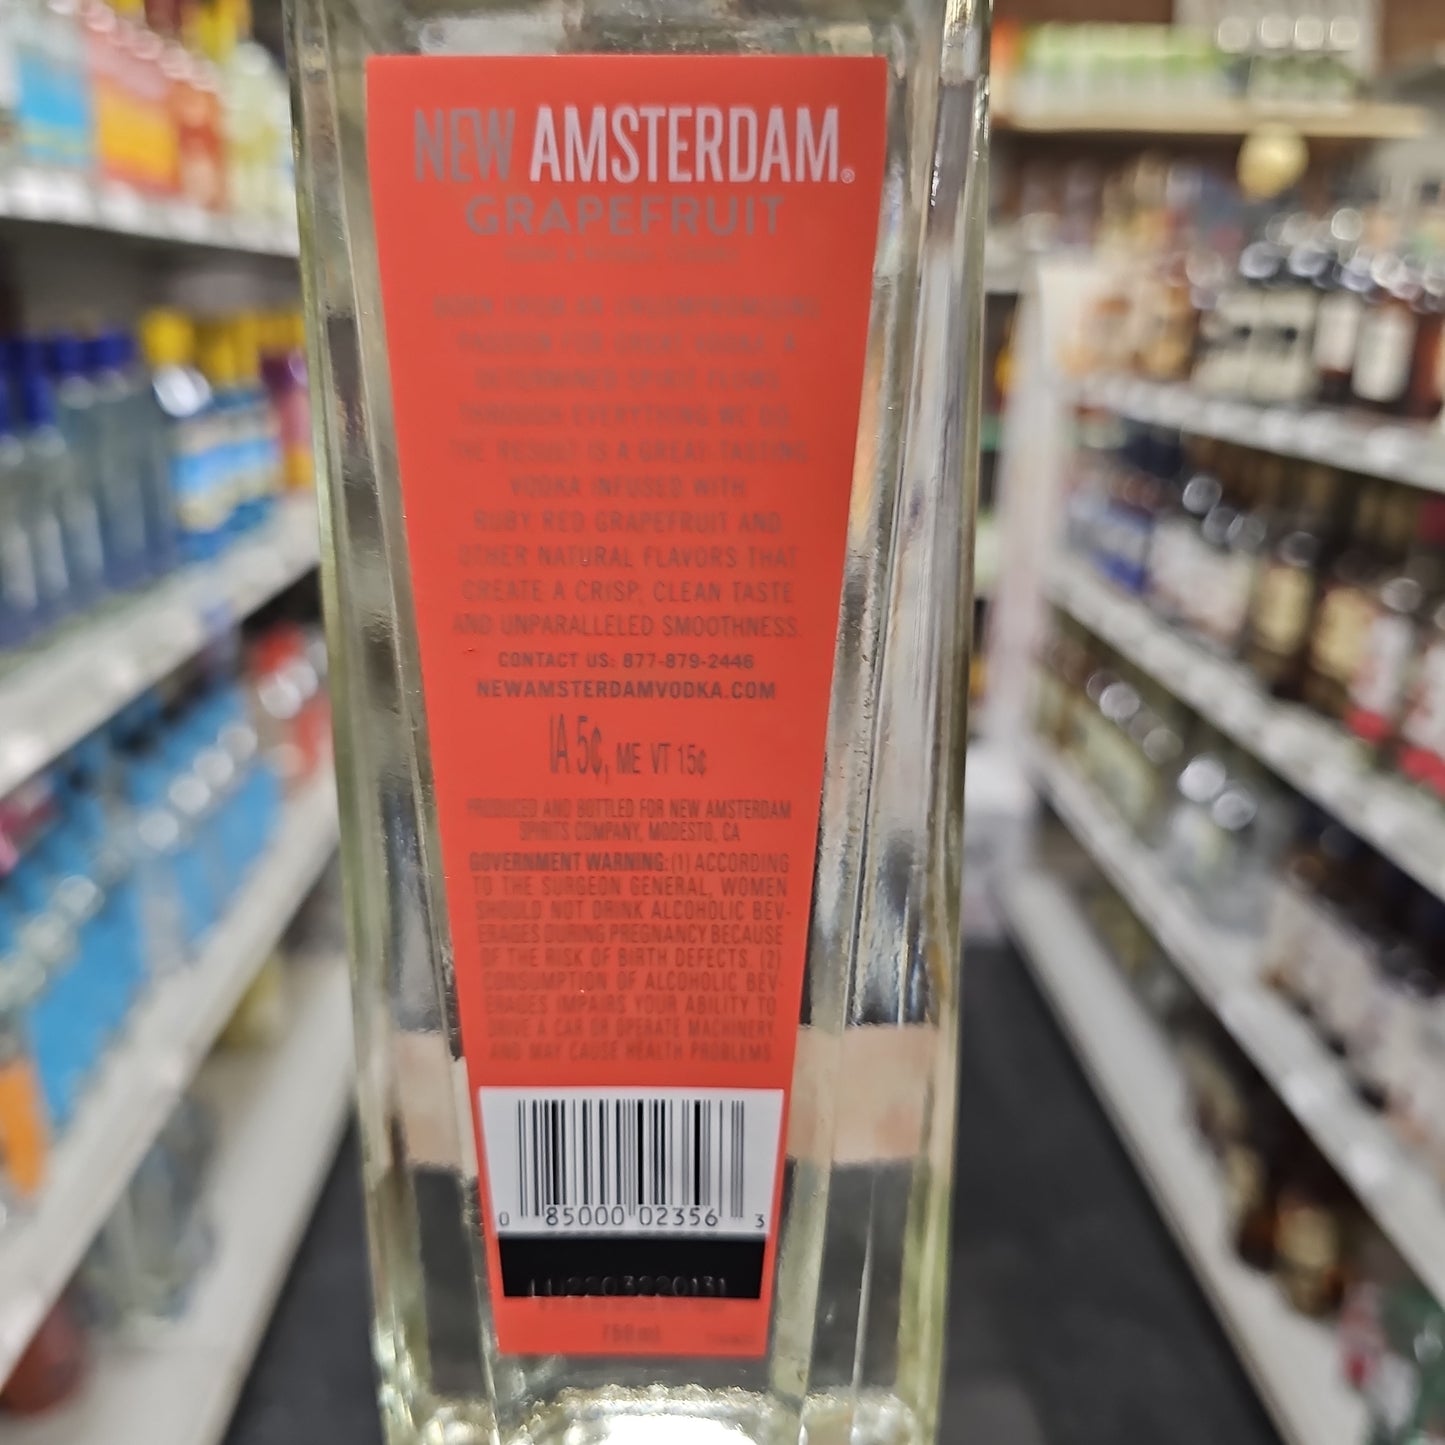 NEW AMSTERDAM®
GRAPEFRUIT
BORN FROM AN UNCOMPROMISING
PASSION FOR GREAT VODKA, A
DETERMINED SPIRIT FLOWS
THROUGH EVERYTHING WE DO.
THE RESULT IS A GREAT-TASTING
VODKA INFUSED WITH
RUBY RED GRAPEFRUIT AND
OTHER NATURAL FLAVORS THAT
CREATE A CRISP, CLEAN TASTE
AND UNPARALLELED SMOOTHNESS.
CONTACT US: 877-879-2446
NEWAMSTERDAMVODKA.COM
IA 5¢, ME VT 15¢
PRODUCED AND BOTTLED FOR NEW AMSTERDAM
SPIRITS COMPANY, MODESTO, CA
GOVERNMENT WARNING: (1) ACCORDING
TO THE SURGEON GENERAL, WOMEN
SHOULD NOT DRINK ALCOHOLIC BEV-
ERAGES DURING PREGNANCY BECAUSE
OF THE RISK OF BIRTH DEFECTS. (2)
CONSUMPTION OF ALCOHOLIC BEV-
ERAGES IMPAIRS YOUR ABILITY TO
DRIVE A CAR OR OPERATE MACHINERY,
AND MAY CAUSE HEALTH PROBLEMS.
0 85000 02356 3
750 ml